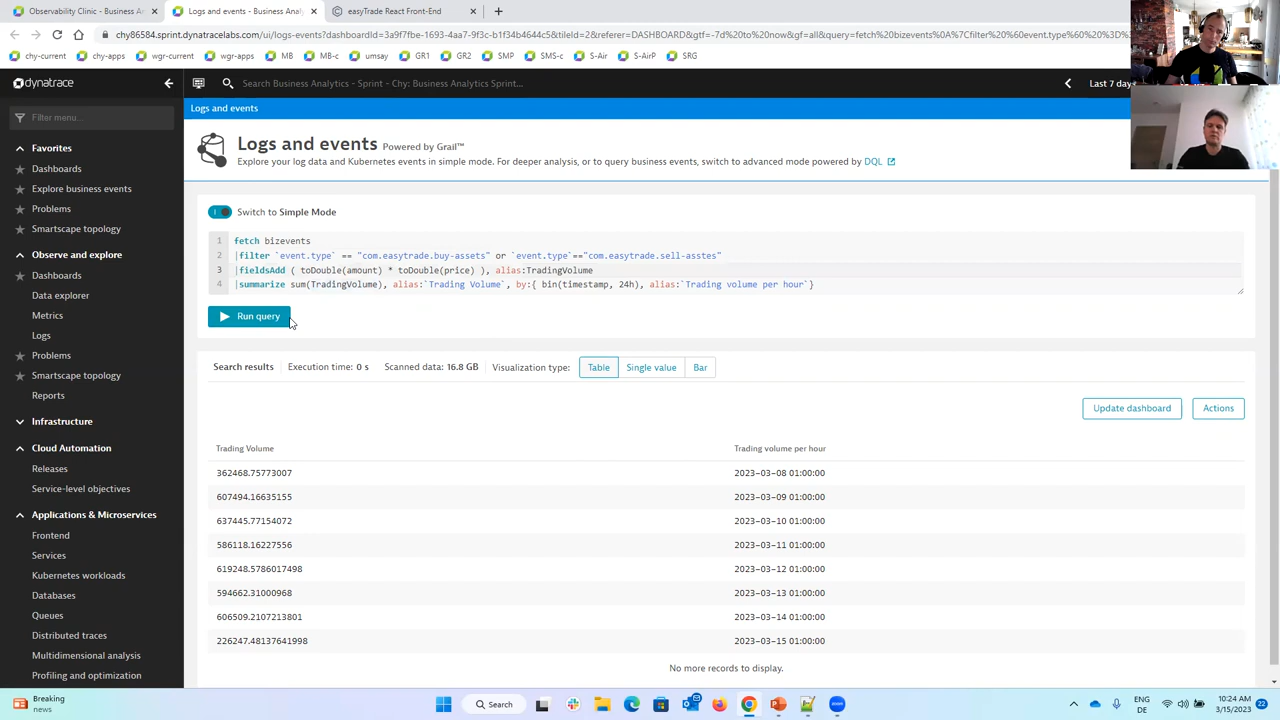 Observability Clinic - Business A
Logs and events - Business Anal
easyTrade React Front-End
chy86584.sprint.dynatracelabs.com/ui/logs-events?dashboardId=3a9f7fbe-1693-4aa7-2f3c-b1f34b4644c5&tileId=2&referer=DASHBOARD&gtf=-7d%20to%20now&gf=all&query=fetch%20bizevents%0A%7Cfilter%20%60event.type%60%20%3D%3
chy-current
chy-apps
wgr-current
wgr-apps
MB
MB-c
umsay
GR1
GR2
SMP
SMP-c
S-Air
S-AirP
SRG
dynatrace
Search Business Analytics - Sprint - Chy: Business Analytics Sprint...
Last 7 day
Filter menu...
Favorites
Dashboards
Explore business events
Problems
Smartscape topology
Observe and explore
Dashboards
Data explorer
Metrics
Logs
Problems
Smartscape topology
Reports
Infrastructure
Cloud Automation
Releases
Service-level objectives
Applications & Microservices
Frontend
Services
Kubernetes workloads
Databases
Queues
Distributed traces
Multidimensional analysis
Profiling and optimization
Logs and events
Logs and events Powered by Grail™
Explore your log data and Kubernetes events in simple mode. For deeper analysis, or to query business events, switch to advanced mode powered by DQL
Switch to Simple Mode
1 fetch bizevents
2 |filter `event.type` == "com.easytrade.buy-assets" or `event.type`=="com.easytrade.sell-asstes"
3 |fieldsAdd ( toDouble(amount) * toDouble(price) ), alias:TradingVolume
4 |summarize sum(TradingVolume), alias:`Trading Volume`, by:{ bin(timestamp, 24h), alias:`Trading volume per hour`}
Run query
Search results
Execution time: 0 s
Scanned data: 16.8 GB
Visualization type:
Table
Single value
Bar
Update dashboard
Actions
Trading Volume
Trading volume per hour
362468.75773007 2023-03-08 01:00:00
607494.16635155 2023-03-09 01:00:00
637445.77154072 2023-03-10 01:00:00
586118.16227556 2023-03-11 01:00:00
619248.5786017498 2023-03-12 01:00:00
594662.31000968 2023-03-13 01:00:00
606509.2107213801 2023-03-14 01:00:00
226247.48137641998 2023-03-15 01:00:00
No more records to display.
Breaking
news
Search
ENG
DE
10:24 AM
3/15/2023
22